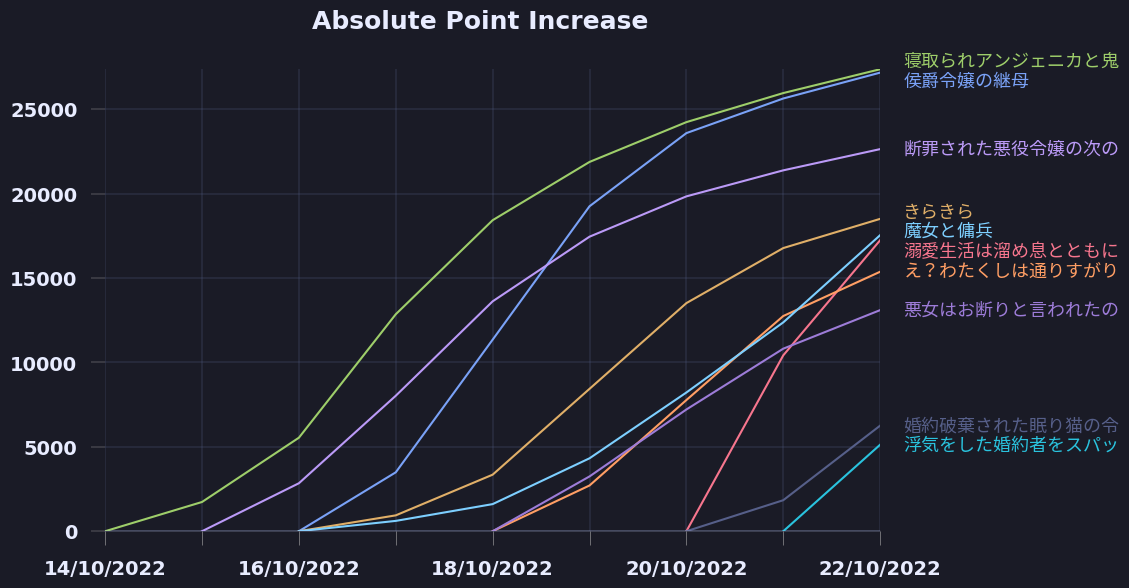 Absolute Point Increase
25000
20000
15000
10000
5000
0
14/10/2022
16/10/2022
18/10/2022
20/10/2022
22/10/2022
寝取られアンジェニカと鬼
侯爵令嬢の継母
断罪された悪役令嬢の次の
きらきら
魔女と傭兵
溺愛生活は溜め息とともに
え？わたくしは通りすがり
悪女はお断りと言われたの
婚約破棄された眠り猫の令
浮気をした婚約者をスパッ